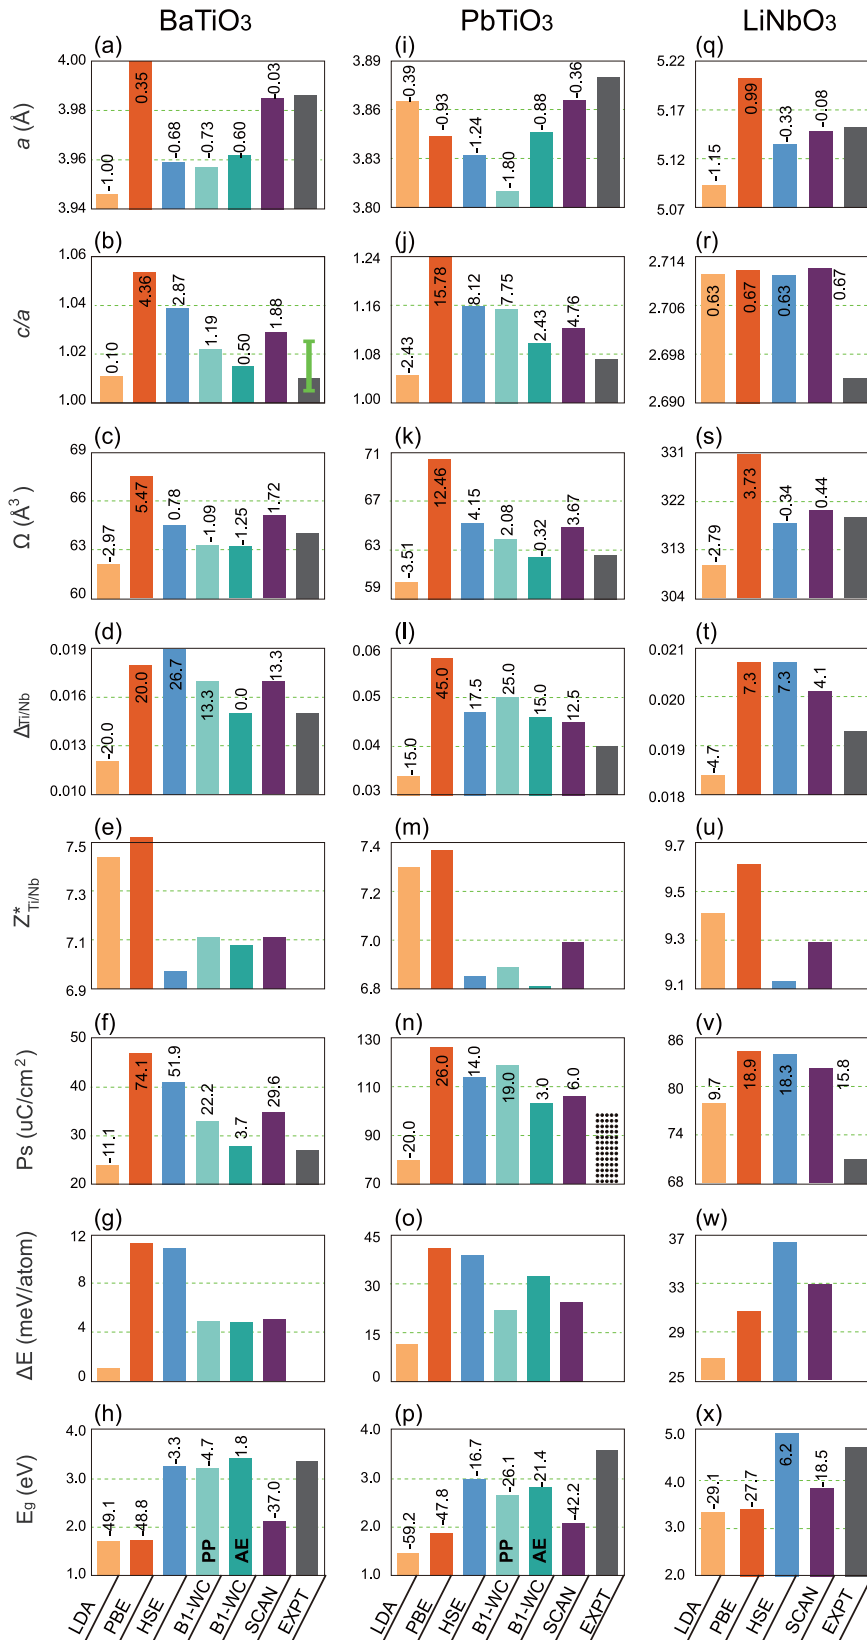 BaTiO3 PbTiO3 LiNbO3
(a) (i) (q)
a (Å)
4.00 3.98 3.96 3.94
-1.00 0.35 -0.68 -0.73 -0.60 -0.03
3.89 3.86 3.83 3.80
-0.39 -0.93 -1.24 -1.80 -0.88 -0.36
5.22 5.17 5.12 5.07
-1.15 0.99 -0.33 -0.08
(b) (j) (r)
c/a
1.06 1.04 1.02 1.00
0.10 4.36 2.87 1.19 0.50 1.88
1.24 1.16 1.08 1.00
-2.43 15.78 8.12 7.75 2.43 4.76
2.714 2.706 2.698 2.690
0.63 0.67 0.63 0.67
(c) (k) (s)
Ω (Å3)
69 66 63 60
-2.97 5.47 0.78 -1.09 -1.25 1.72
71 67 63 59
-3.51 12.46 4.15 2.08 -0.32 3.67
331 322 313 304
-2.79 3.73 -0.34 0.44
(d) (l) (t)
ΔTi/Nb
0.019 0.016 0.013 0.010
-20.0 20.0 26.7 13.3 0.0 13.3
0.06 0.05 0.04 0.03
-15.0 45.0 17.5 25.0 15.0 12.5
0.021 0.020 0.019 0.018
-4.7 7.3 7.3 4.1
(e) (m) (u)
Z*Ti/Nb
7.5 7.3 7.1 6.9
7.4 7.2 7.0 6.8
9.7 9.5 9.3 9.1
(f) (n) (v)
Ps (uC/cm2)
50 40 30 20
-11.1 74.1 51.9 22.2 3.7 29.6
130 110 90 70
-20.0 26.0 14.0 19.0 3.0 6.0
86 80 74 68
9.7 18.9 18.3 15.8
(g) (o) (w)
ΔE (meV/atom)
12 8 4 0
45 30 15 0
37 33 29 25
(h) (p) (x)
Eg (eV)
4.0 3.0 2.0 1.0
-49.1 -48.8 -3.3 -4.7 1.8 -37.0
PP AE
4.0 3.0 2.0 1.0
-59.2 -47.8 -16.7 -26.1 -21.4 -42.2
PP AE
5.0 4.0 3.0 2.0
-29.1 -27.7 6.2 -18.5
LDA PBE HSE B1-WC B1-WC SCAN EXPT
LDA PBE HSE B1-WC B1-WC SCAN EXPT
LDA PBE HSE SCAN EXPT